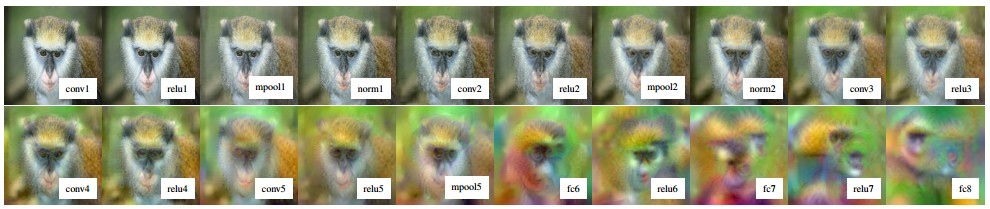 conv1 relu1 mpool1 norm1 conv2 relu2 mpool2 norm2 conv3 relu3
conv4 relu4 conv5 relu5 mpool5 fc6 relu6 fc7 relu7 fc8